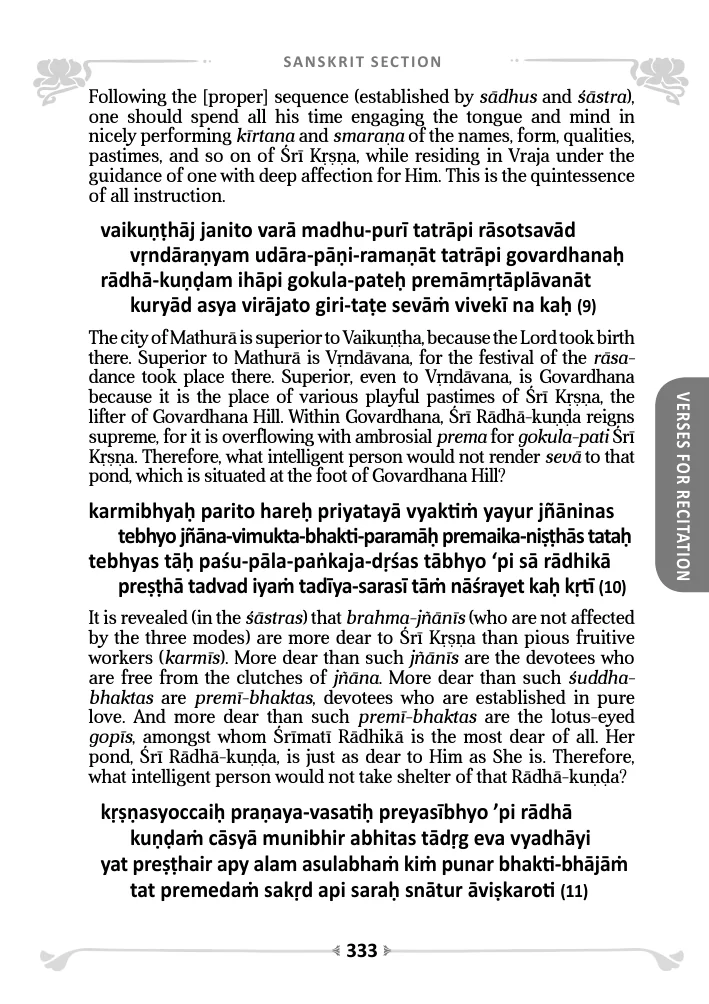 SANSKRIT SECTION
Following the [proper] sequence (established by sādhus and śāstra),
one should spend all his time engaging the tongue and mind in
nicely performing kīrtana and smaraṇa of the names, form, qualities,
pastimes, and so on of Śrī Kṛṣṇa, while residing in Vraja under the
guidance of one with deep affection for Him. This is the quintessence
of all instruction.
vaikuṇṭhāj janito varā madhu-purī tatrāpi rāsotsavād
vṛndāraṇyam udāra-pāṇi-ramaṇāt tatrāpi govardhanaḥ
rādhā-kuṇḍam ihāpi gokula-pateḥ premāmṛtāplāvanāt
kuryād asya virājato giri-taṭe sevāṁ vivekī na kaḥ (9)
The city of Mathurā is superior to Vaikuṇṭha, because the Lord took birth
there. Superior to Mathurā is Vṛndāvana, for the festival of the rāsa-
dance took place there. Superior, even to Vṛndāvana, is Govardhana
because it is the place of various playful pastimes of Śrī Kṛṣṇa, the
lifter of Govardhana Hill. Within Govardhana, Śrī Rādhā-kuṇḍa reigns
supreme, for it is overflowing with ambrosial prema for gokula-pati Śrī
Kṛṣṇa. Therefore, what intelligent person would not render sevā to that
pond, which is situated at the foot of Govardhana Hill?
karmibhyaḥ parito hareḥ priyatayā vyaktiṁ yayur jñāninas
tebhyo jñāna-vimukta-bhakti-paramāḥ premaika-niṣṭhās tataḥ
tebhyas tāḥ paśu-pāla-paṅkaja-dṛśas tābhyo ‘pi sā rādhikā
preṣṭhā tadvad iyaṁ tadīya-sarasī tāṁ nāśrayet kaḥ kṛtī (10)
It is revealed (in the śāstras) that brahma-jñānīs (who are not affected
by the three modes) are more dear to Śrī Kṛṣṇa than pious fruitive
workers (karmīs). More dear than such jñānīs are the devotees who
are free from the clutches of jñāna. More dear than such śuddha-
bhaktas are premī-bhaktas, devotees who are established in pure
love. And more dear than such premī-bhaktas are the lotus-eyed
gopīs, amongst whom Śrīmatī Rādhikā is the most dear of all. Her
pond, Śrī Rādhā-kuṇḍa, is just as dear to Him as She is. Therefore,
what intelligent person would not take shelter of that Rādhā-kuṇḍa?
kṛṣṇasyoccaiḥ praṇaya-vasatiḥ preyasībhyo ’pi rādhā
kuṇḍaṁ cāsyā munibhir abhitas tādṛg eva vyadhāyi
yat preṣṭhair apy alam asulabhaṁ kiṁ punar bhakti-bhājāṁ
tat premedaṁ sakṛd api saraḥ snātur āviṣkaroti (11)
VERSES FOR RECITATION
333